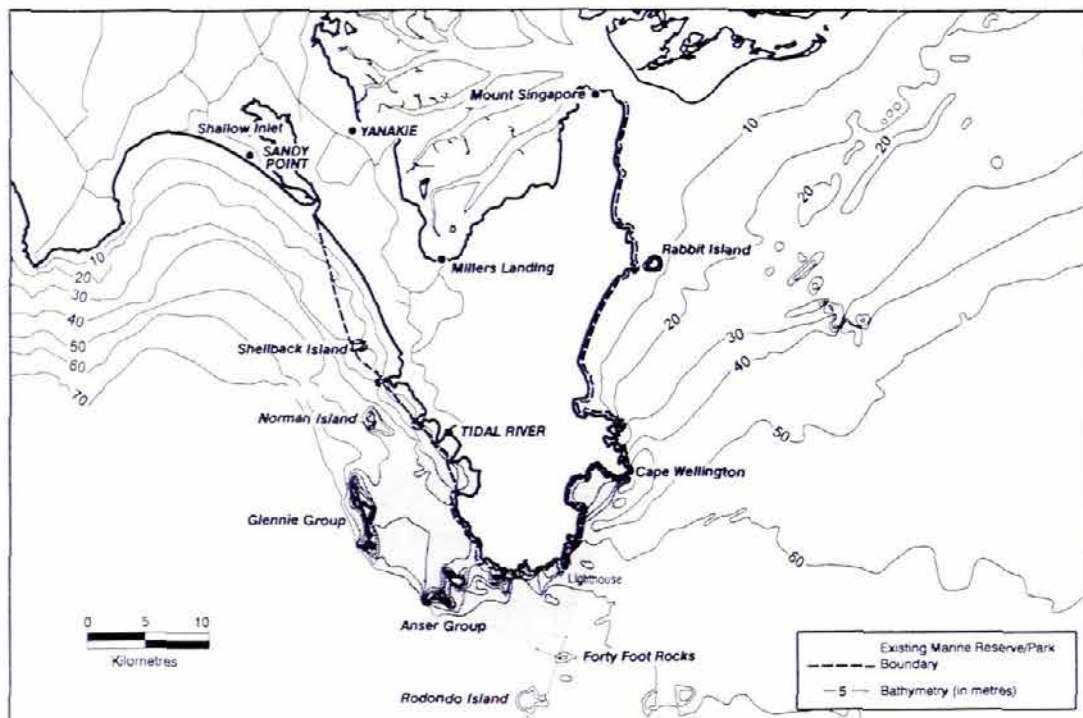 Mount Singapore
10
Shallow Inlet
YANAKIE
20
SANDY
POINT
20
Rabbit Island
10
Millers Landing
20
30
20
40
30
50
Shellback Island
60
40
70
Norman Island
TIDAL RIVER
50
Cape Wellington
Glennie Group
60
Lighthouse
0 5 10
Kilometres
Anser Group
Existing Marine Reserve/Park
Boundary
Forty Foot Rocks
5 Bathymetry (in metres)
Rodondo Island